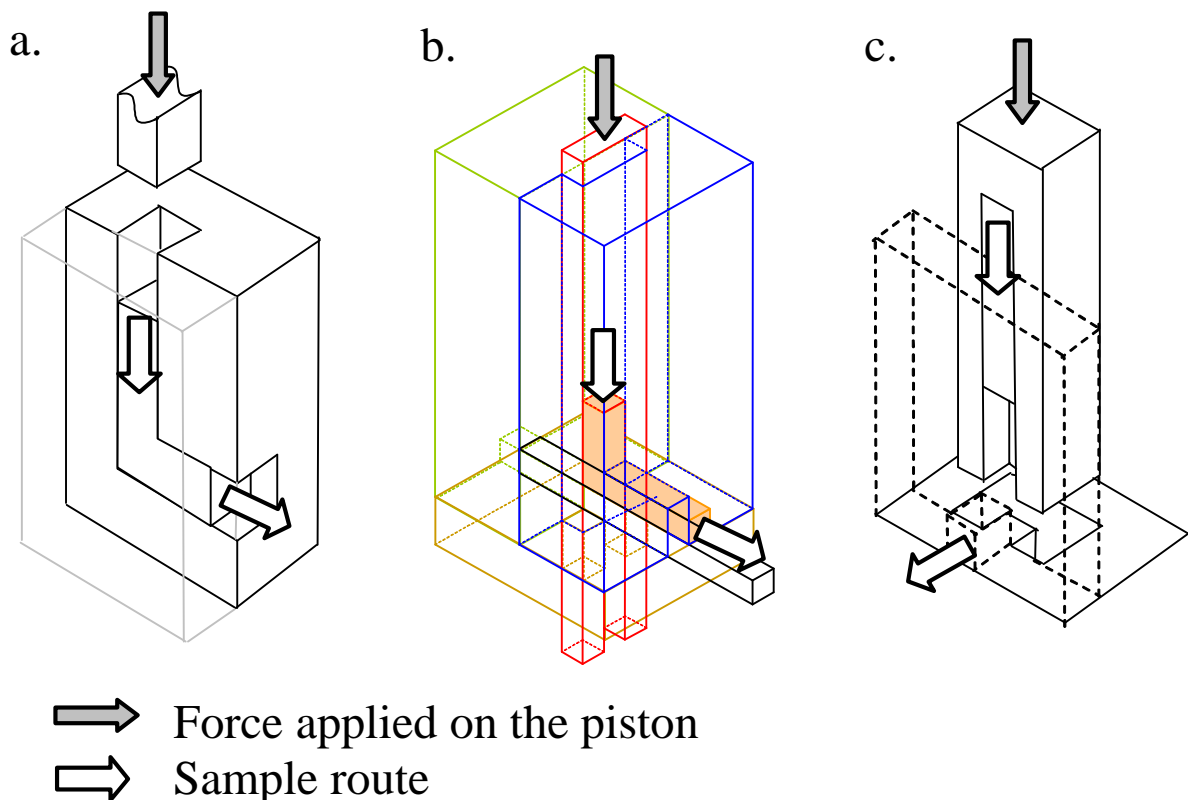 a.
b.
c.
Force applied on the piston
Sample route